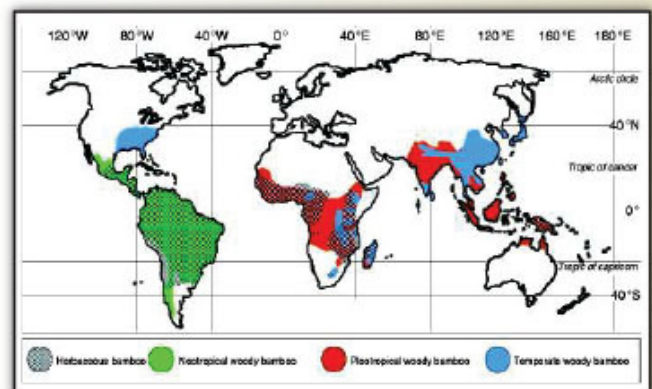 120°W 80°W 40°W 0° 40°E 80°E 120°E 160°E 180°E
Arctic circle
40°N
Tropic of cancer
0°
Tropic of capricorn
40°S
Herbaceous bamboo Neotropical woody bamboo Pleotropical woody bamboo Temperate woody bamboo